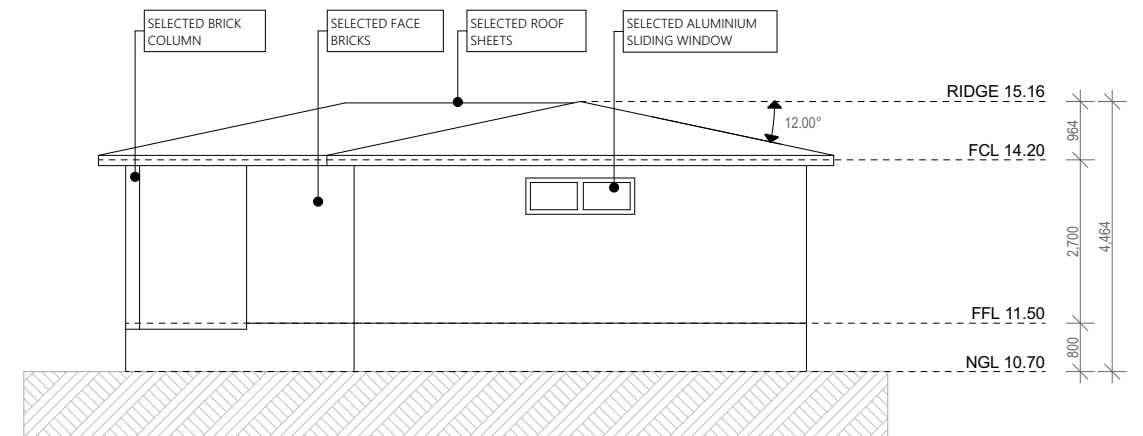 SELECTED BRICK
COLUMN
SELECTED FACE
BRICKS
SELECTED ROOF
SHEETS
SELECTED ALUMINIUM
SLIDING WINDOW
RIDGE 15.16
12.00°
964
FCL 14.20
2,700
4,464
FFL 11.50
800
NGL 10.70